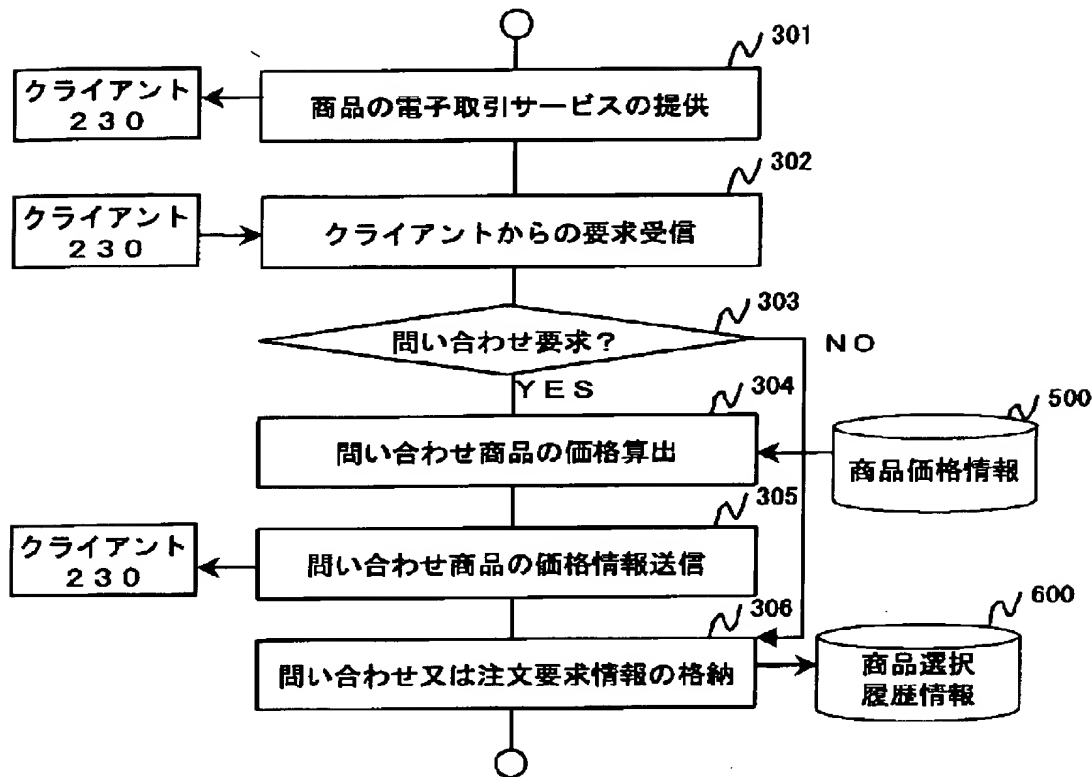 301
クライアント
230
商品の電子取引サービスの提供
302
クライアント
230
クライアントからの要求受信
303
問い合わせ要求?
NO
YES
304
500
問い合わせ商品の価格算出
商品価格情報
305
クライアント
230
問い合わせ商品の価格情報送信
306
600
問い合わせ又は注文要求情報の格納
商品選択
履歴情報